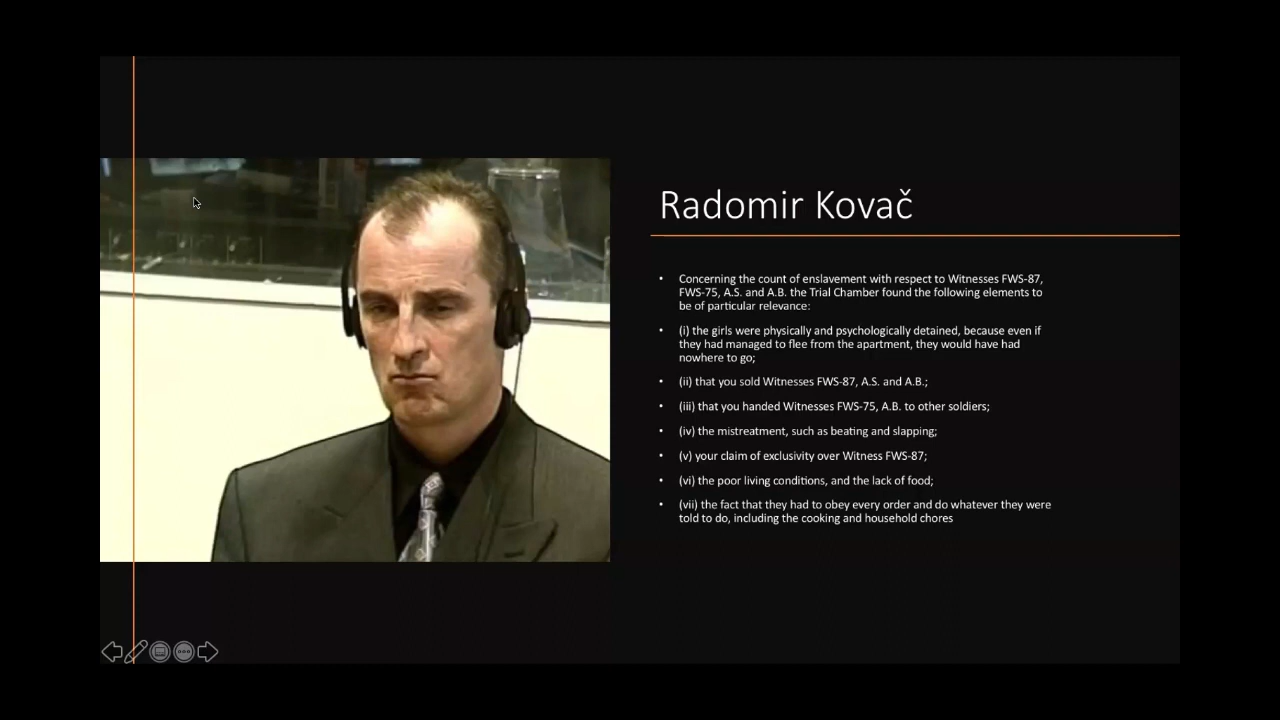 Radomir Kovač
• Concerning the count of enslavement with respect to Witnesses FWS-87,
FWS-75, A.S. and A.B. the Trial Chamber found the following elements to
be of particular relevance:
• (i) the girls were physically and psychologically detained, because even if
they had managed to flee from the apartment, they would have had
nowhere to go;
• (ii) that you sold Witnesses FWS-87, A.S. and A.B.;
• (iii) that you handed Witnesses FWS-75, A.B. to other soldiers;
• (iv) the mistreatment, such as beating and slapping;
• (v) your claim of exclusivity over Witness FWS-87;
• (vi) the poor living conditions, and the lack of food;
• (vii) the fact that they had to obey every order and do whatever they were
told to do, including the cooking and household chores